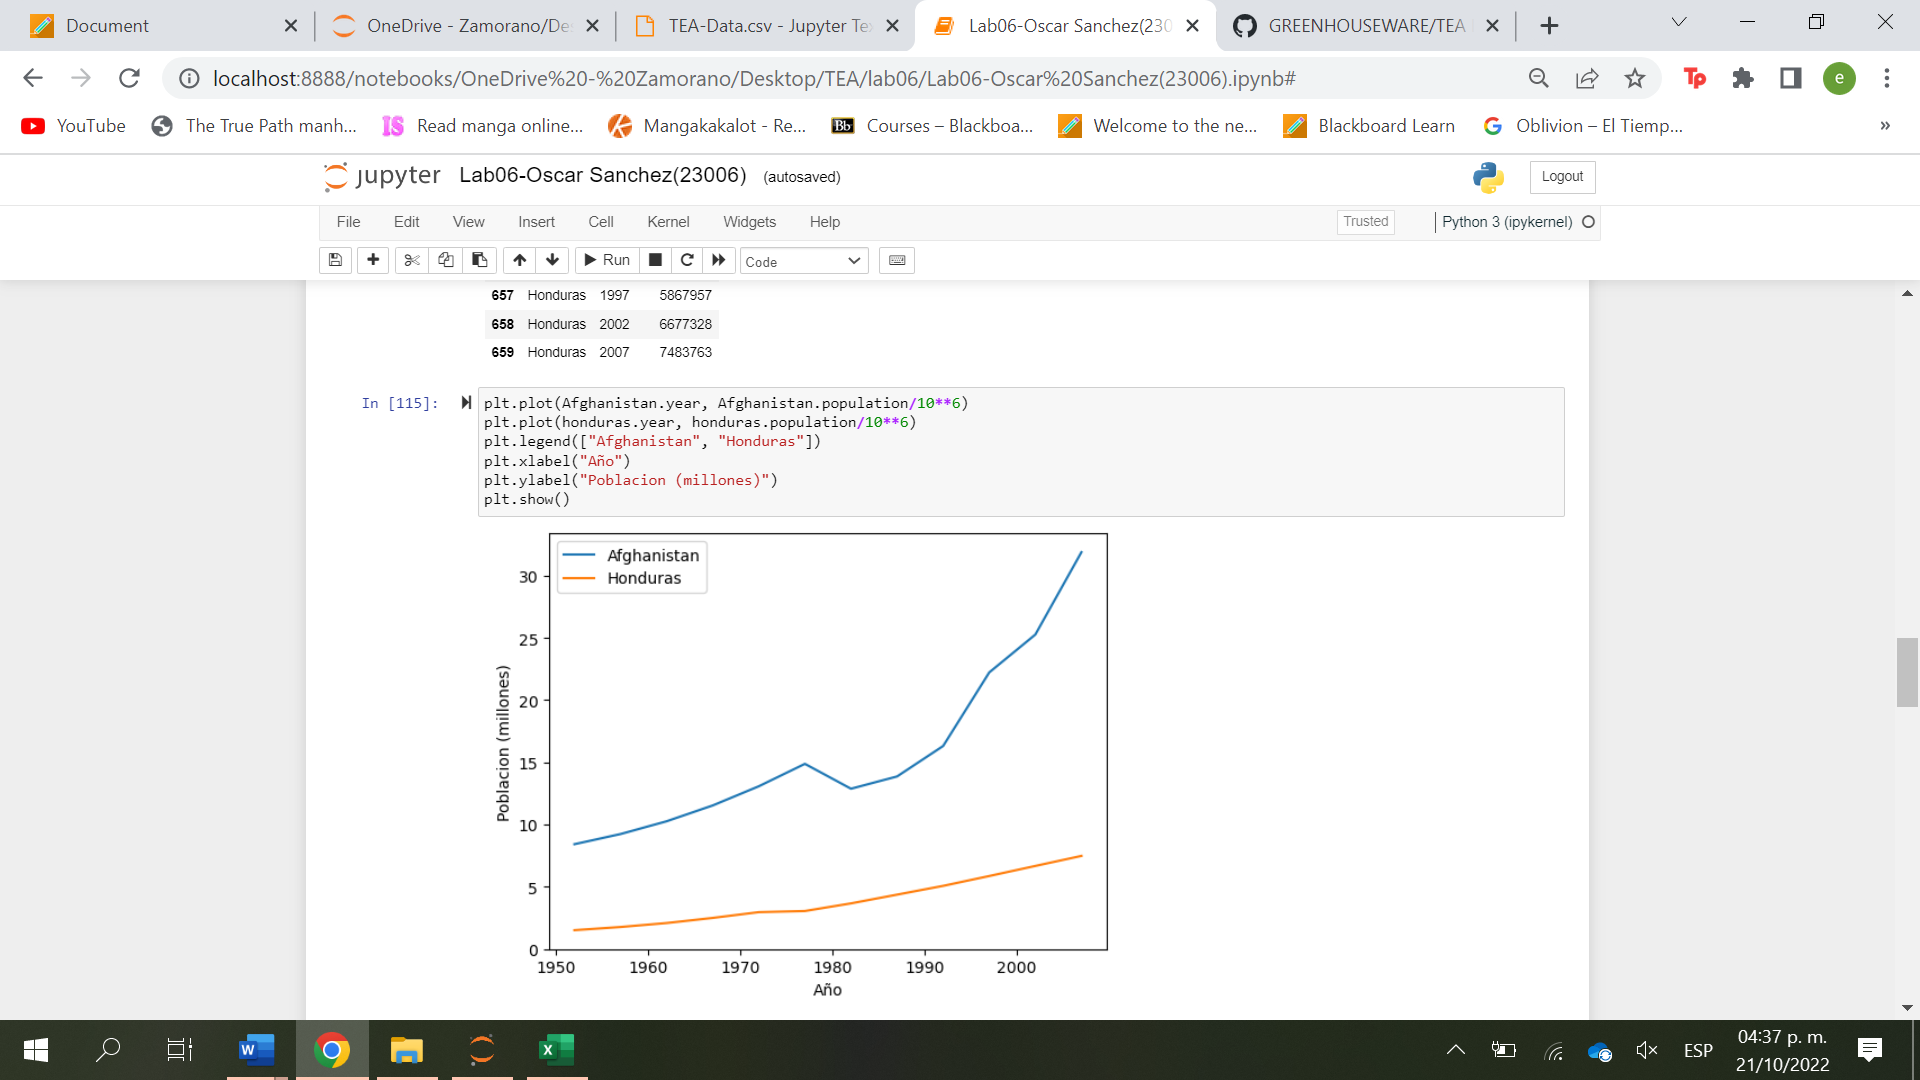 Document
OneDrive - Zamorano/De
TEA-Data.csv - Jupyter Te
Lab06-Oscar Sanchez(230
GREENHOUSEWARE/TEA
localhost:8888/notebooks/OneDrive%20-%20Zamorano/Desktop/TEA/lab06/Lab06-Oscar%20Sanchez(23006).ipynb#
Tp
e
YouTube
The True Path manh...
IS
Read manga online...
Mangakakalot - Re...
Bb
Courses – Blackboa...
Welcome to the ne...
Blackboard Learn
Oblivion – El Tiemp...
»
jupyter Lab06-Oscar Sanchez(23006) (autosaved)
Logout
File Edit View Insert Cell Kernel Widgets Help
Trusted
Python 3 (ipykernel)
Run
Code
657 Honduras 1997 5867957
658 Honduras 2002 6677328
659 Honduras 2007 7483763
In [115]:
plt.plot(Afghanistan.year, Afghanistan.population/10**6)
plt.plot(honduras.year, honduras.population/10**6)
plt.legend(["Afghanistan", "Honduras"])
plt.xlabel("Año")
plt.ylabel("Poblacion (millones)")
plt.show()
Afghanistan
Honduras
30
25
20
15
10
5
0
Poblacion (millones)
1950 1960 1970 1980 1990 2000
Año
W
X
ESP
04:37 p. m.
21/10/2022